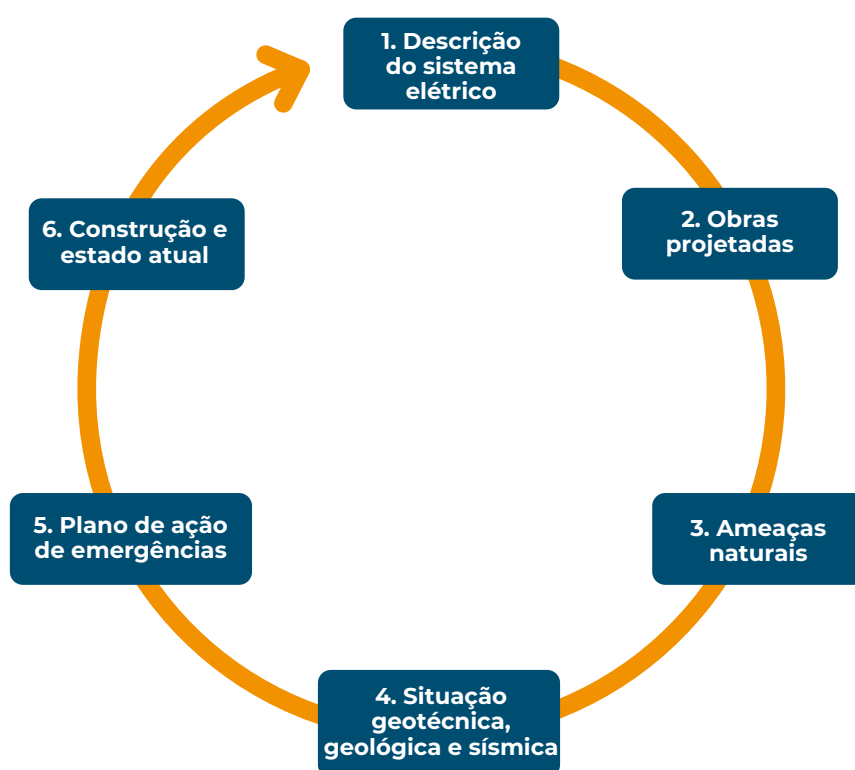 1. Descrição
do sistema
elétrico
2. Obras
projetadas
3. Ameaças
naturais
4. Situação
geotécnica,
geológica e sísmica
5. Plano de ação
de emergências
6. Construção e
estado atual